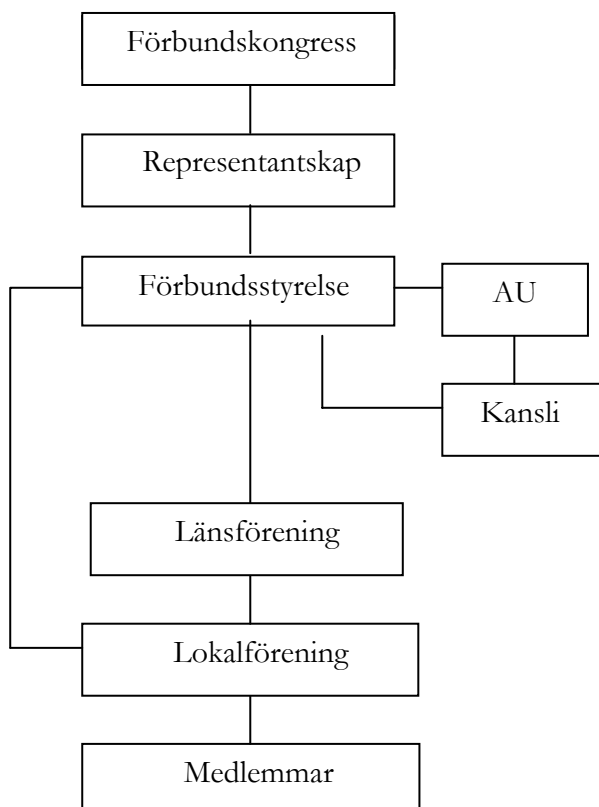 Förbundskongress
Representantskap
Förbundsstyrelse
AU
Kansli
Länsförening
Lokalförening
Medlemmar